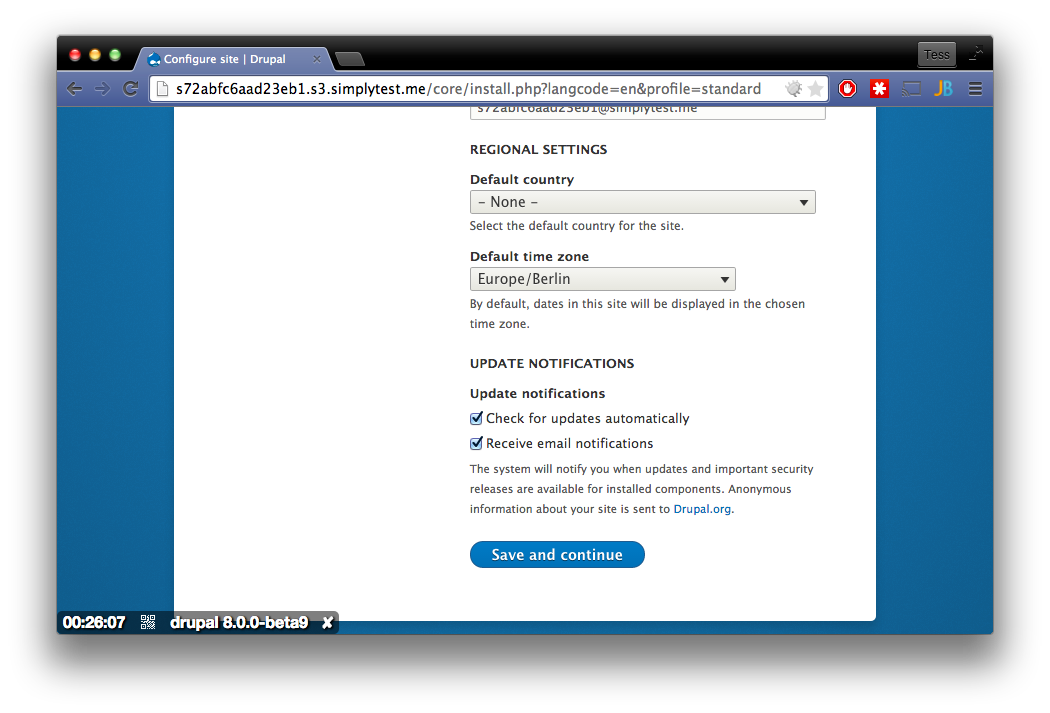 Configure site | Drupal
Tess
s72abfc6aad23eb1.s3.simplytest.me/core/install.php?langcode=en&profile=standard
JB
s72abfc6aad23eb1@simplytest.me
REGIONAL SETTINGS
Default country
– None –
Select the default country for the site.
Default time zone
Europe/Berlin
By default, dates in this site will be displayed in the chosen
time zone.
UPDATE NOTIFICATIONS
Update notifications
Check for updates automatically
Receive email notifications
The system will notify you when updates and important security
releases are available for installed components. Anonymous
information about your site is sent to Drupal.org.
Save and continue
00:26:07 drupal 8.0.0-beta9 ✘